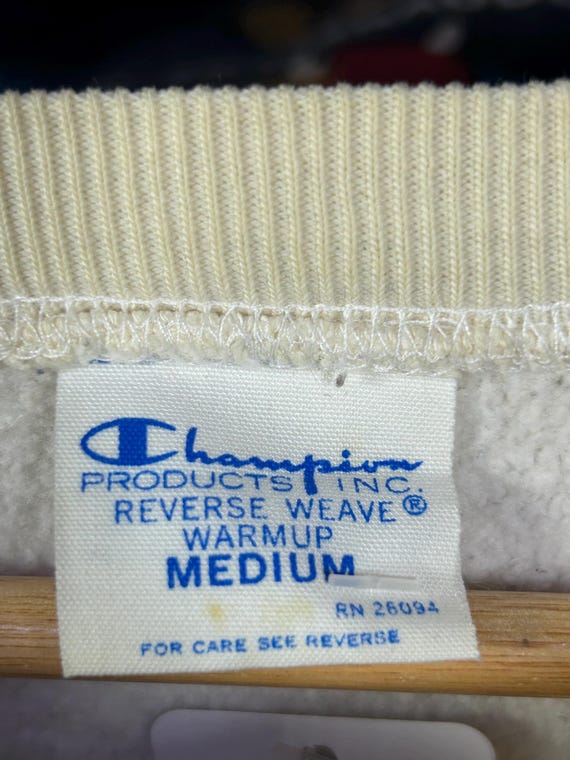 Champion
PRODUCTS INC.
REVERSE WEAVE®
WARMUP
MEDIUM
RN 26094
FOR CARE SEE REVERSE